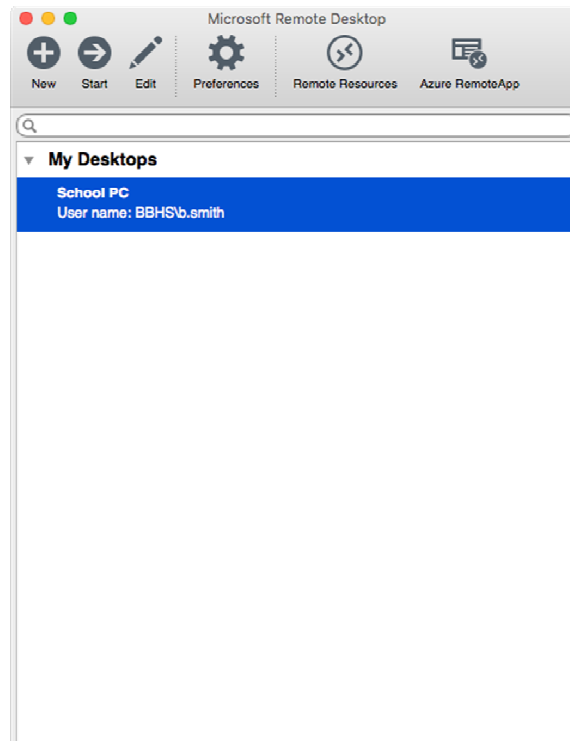 Microsoft Remote Desktop
New Start Edit Preferences Remote Resources Azure RemoteApp
My Desktops
School PC
User name: BBHS\b.smith